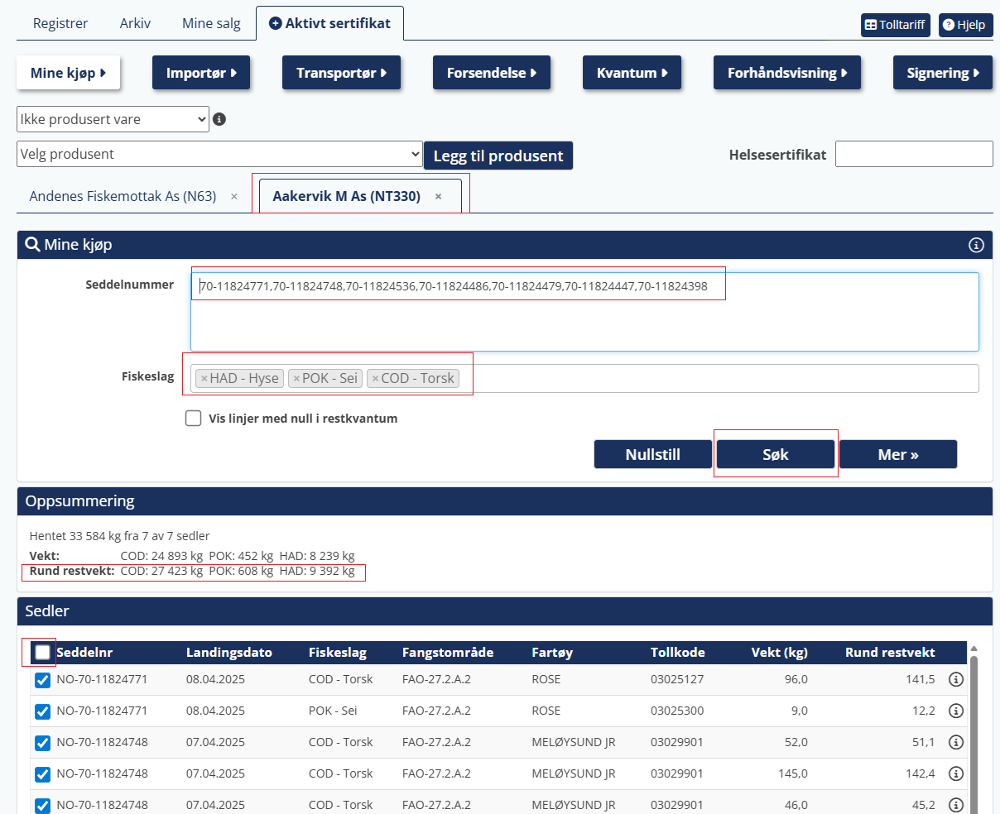 Registrer Arkiv Mine salg Aktivt sertifikat Tolltariff Hjelp
Mine kjøp Importør Transportør Forsendelse Kvantum Forhåndsvisning Signering
Ikke produsert vare
Velg produsent Legg til produsent Helsesertifikat
Andenes Fiskemottak As (N63) × Aakervik M As (NT330) ×
Mine kjøp
Seddelnummer 70-11824771,70-11824748,70-11824536,70-11824486,70-11824479,70-11824447,70-11824398
Fiskeslag ×HAD - Hyse ×POK - Sei ×COD - Torsk
Vis linjer med null i restkvantum
Nullstill Søk Mer »
Oppsummering
Hentet 33 584 kg fra 7 av 7 sedler
Vekt: COD: 24 893 kg POK: 452 kg HAD: 8 239 kg
Rund restvekt: COD: 27 423 kg POK: 608 kg HAD: 9 392 kg
Sedler
Seddelnr Landingsdato Fiskeslag Fangstområde Fartøy Tollkode Vekt (kg) Rund restvekt
NO-70-11824771 08.04.2025 COD - Torsk FAO-27.2.A.2 ROSE 03025127 96,0 141,5
NO-70-11824771 08.04.2025 POK - Sei FAO-27.2.A.2 ROSE 03025300 9,0 12,2
NO-70-11824748 07.04.2025 COD - Torsk FAO-27.2.A.2 MELØYSUND JR 03029901 52,0 51,1
NO-70-11824748 07.04.2025 COD - Torsk FAO-27.2.A.2 MELØYSUND JR 03029901 145,0 142,4
NO-70-11824748 07.04.2025 COD - Torsk FAO-27.2.A.2 MELØYSUND JR 03029901 46,0 45,2